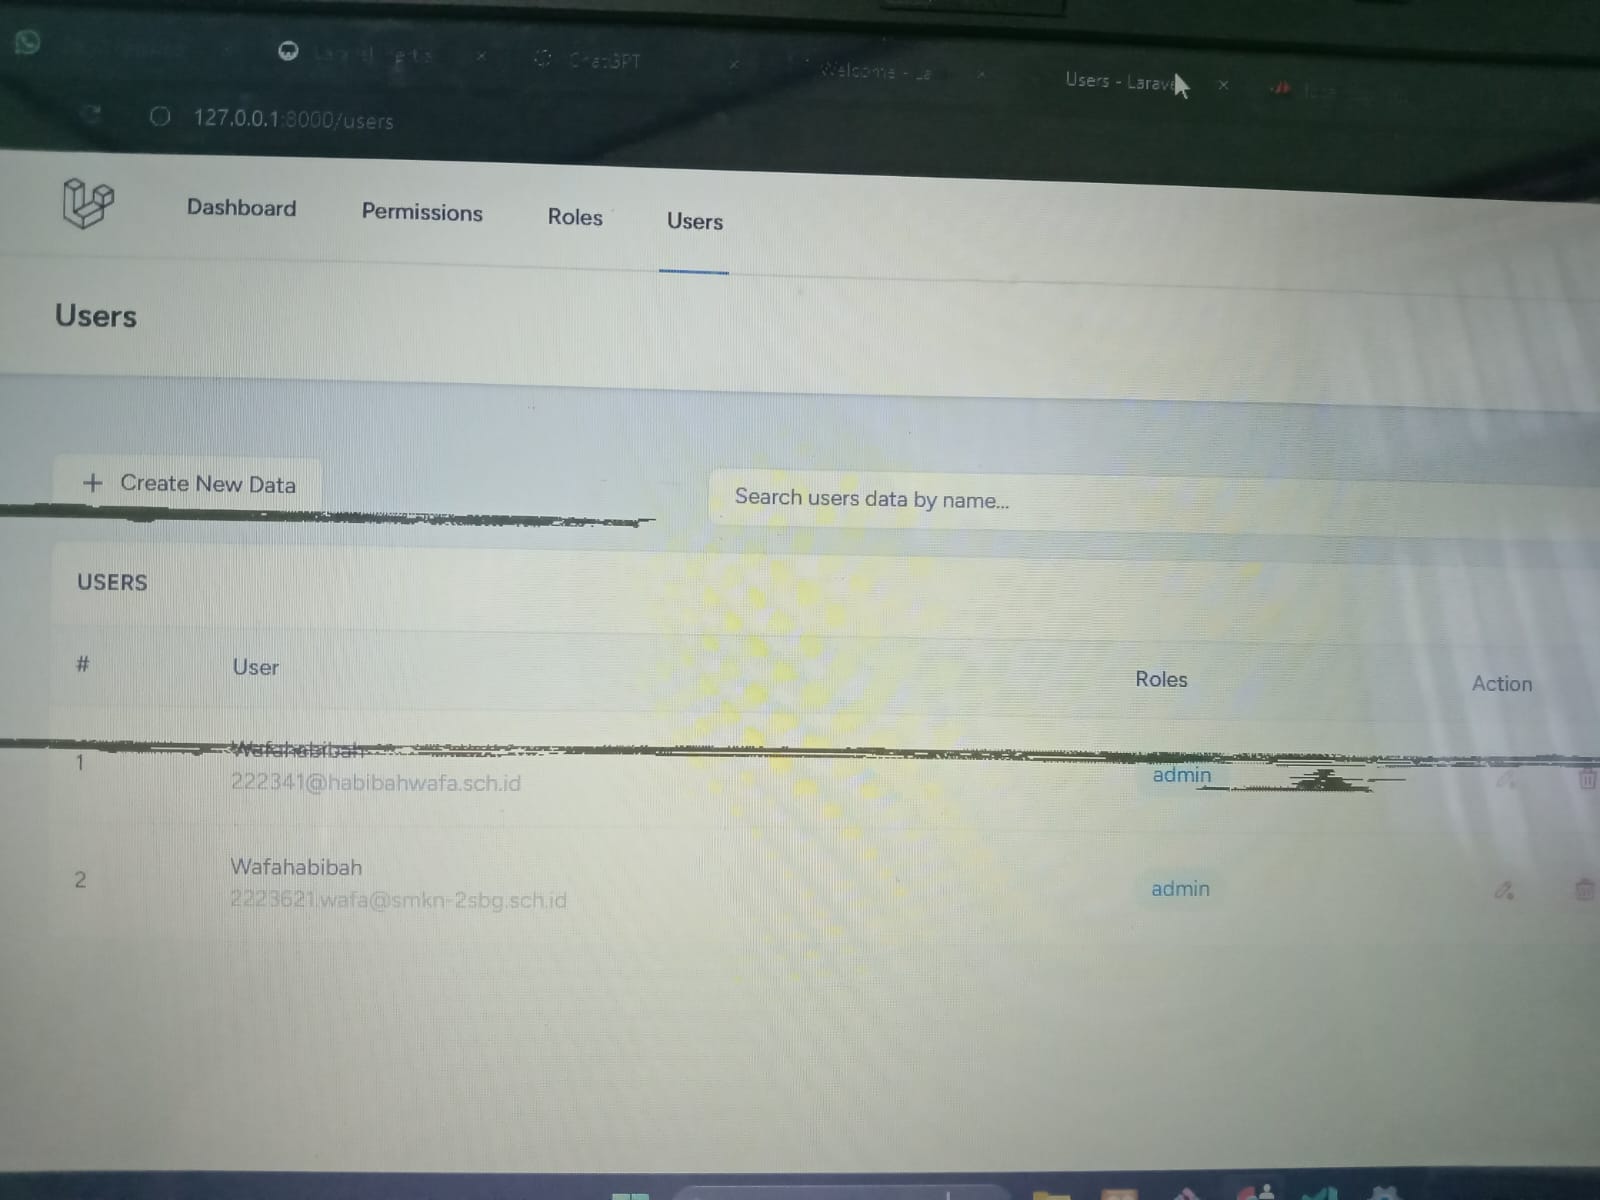 ChatGPT
Welcome - La
Users - Larave
127.0.0.1:8000/users
Dashboard
Permissions
Roles
Users
Users
+ Create New Data
Search users data by name...
USERS
# User Roles Action
1 Wafahabibah admin
222341@habibahwafa.sch.id
2 Wafahabibah admin
2223621.wafa@smkn-2sbg.sch.id